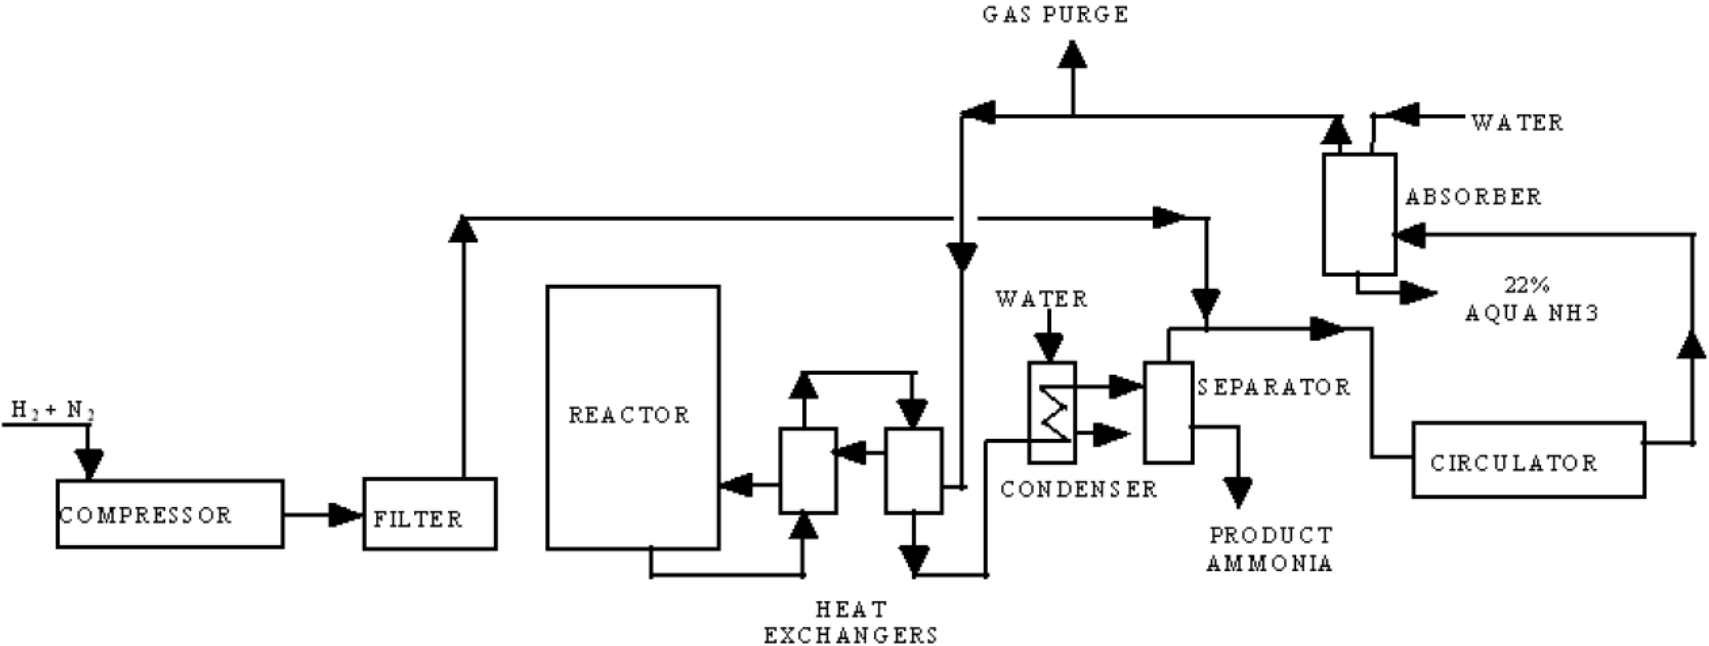 GAS PURGE
WATER
ABSORBER
22%
AQUA NH3
WATER
SEPARATOR
REACTOR
H₂ + N₂
CIRCULATOR
CONDENSER
COMPRESSOR
FILTER
PRODUCT
AMMONIA
HEAT
EXCHANGERS